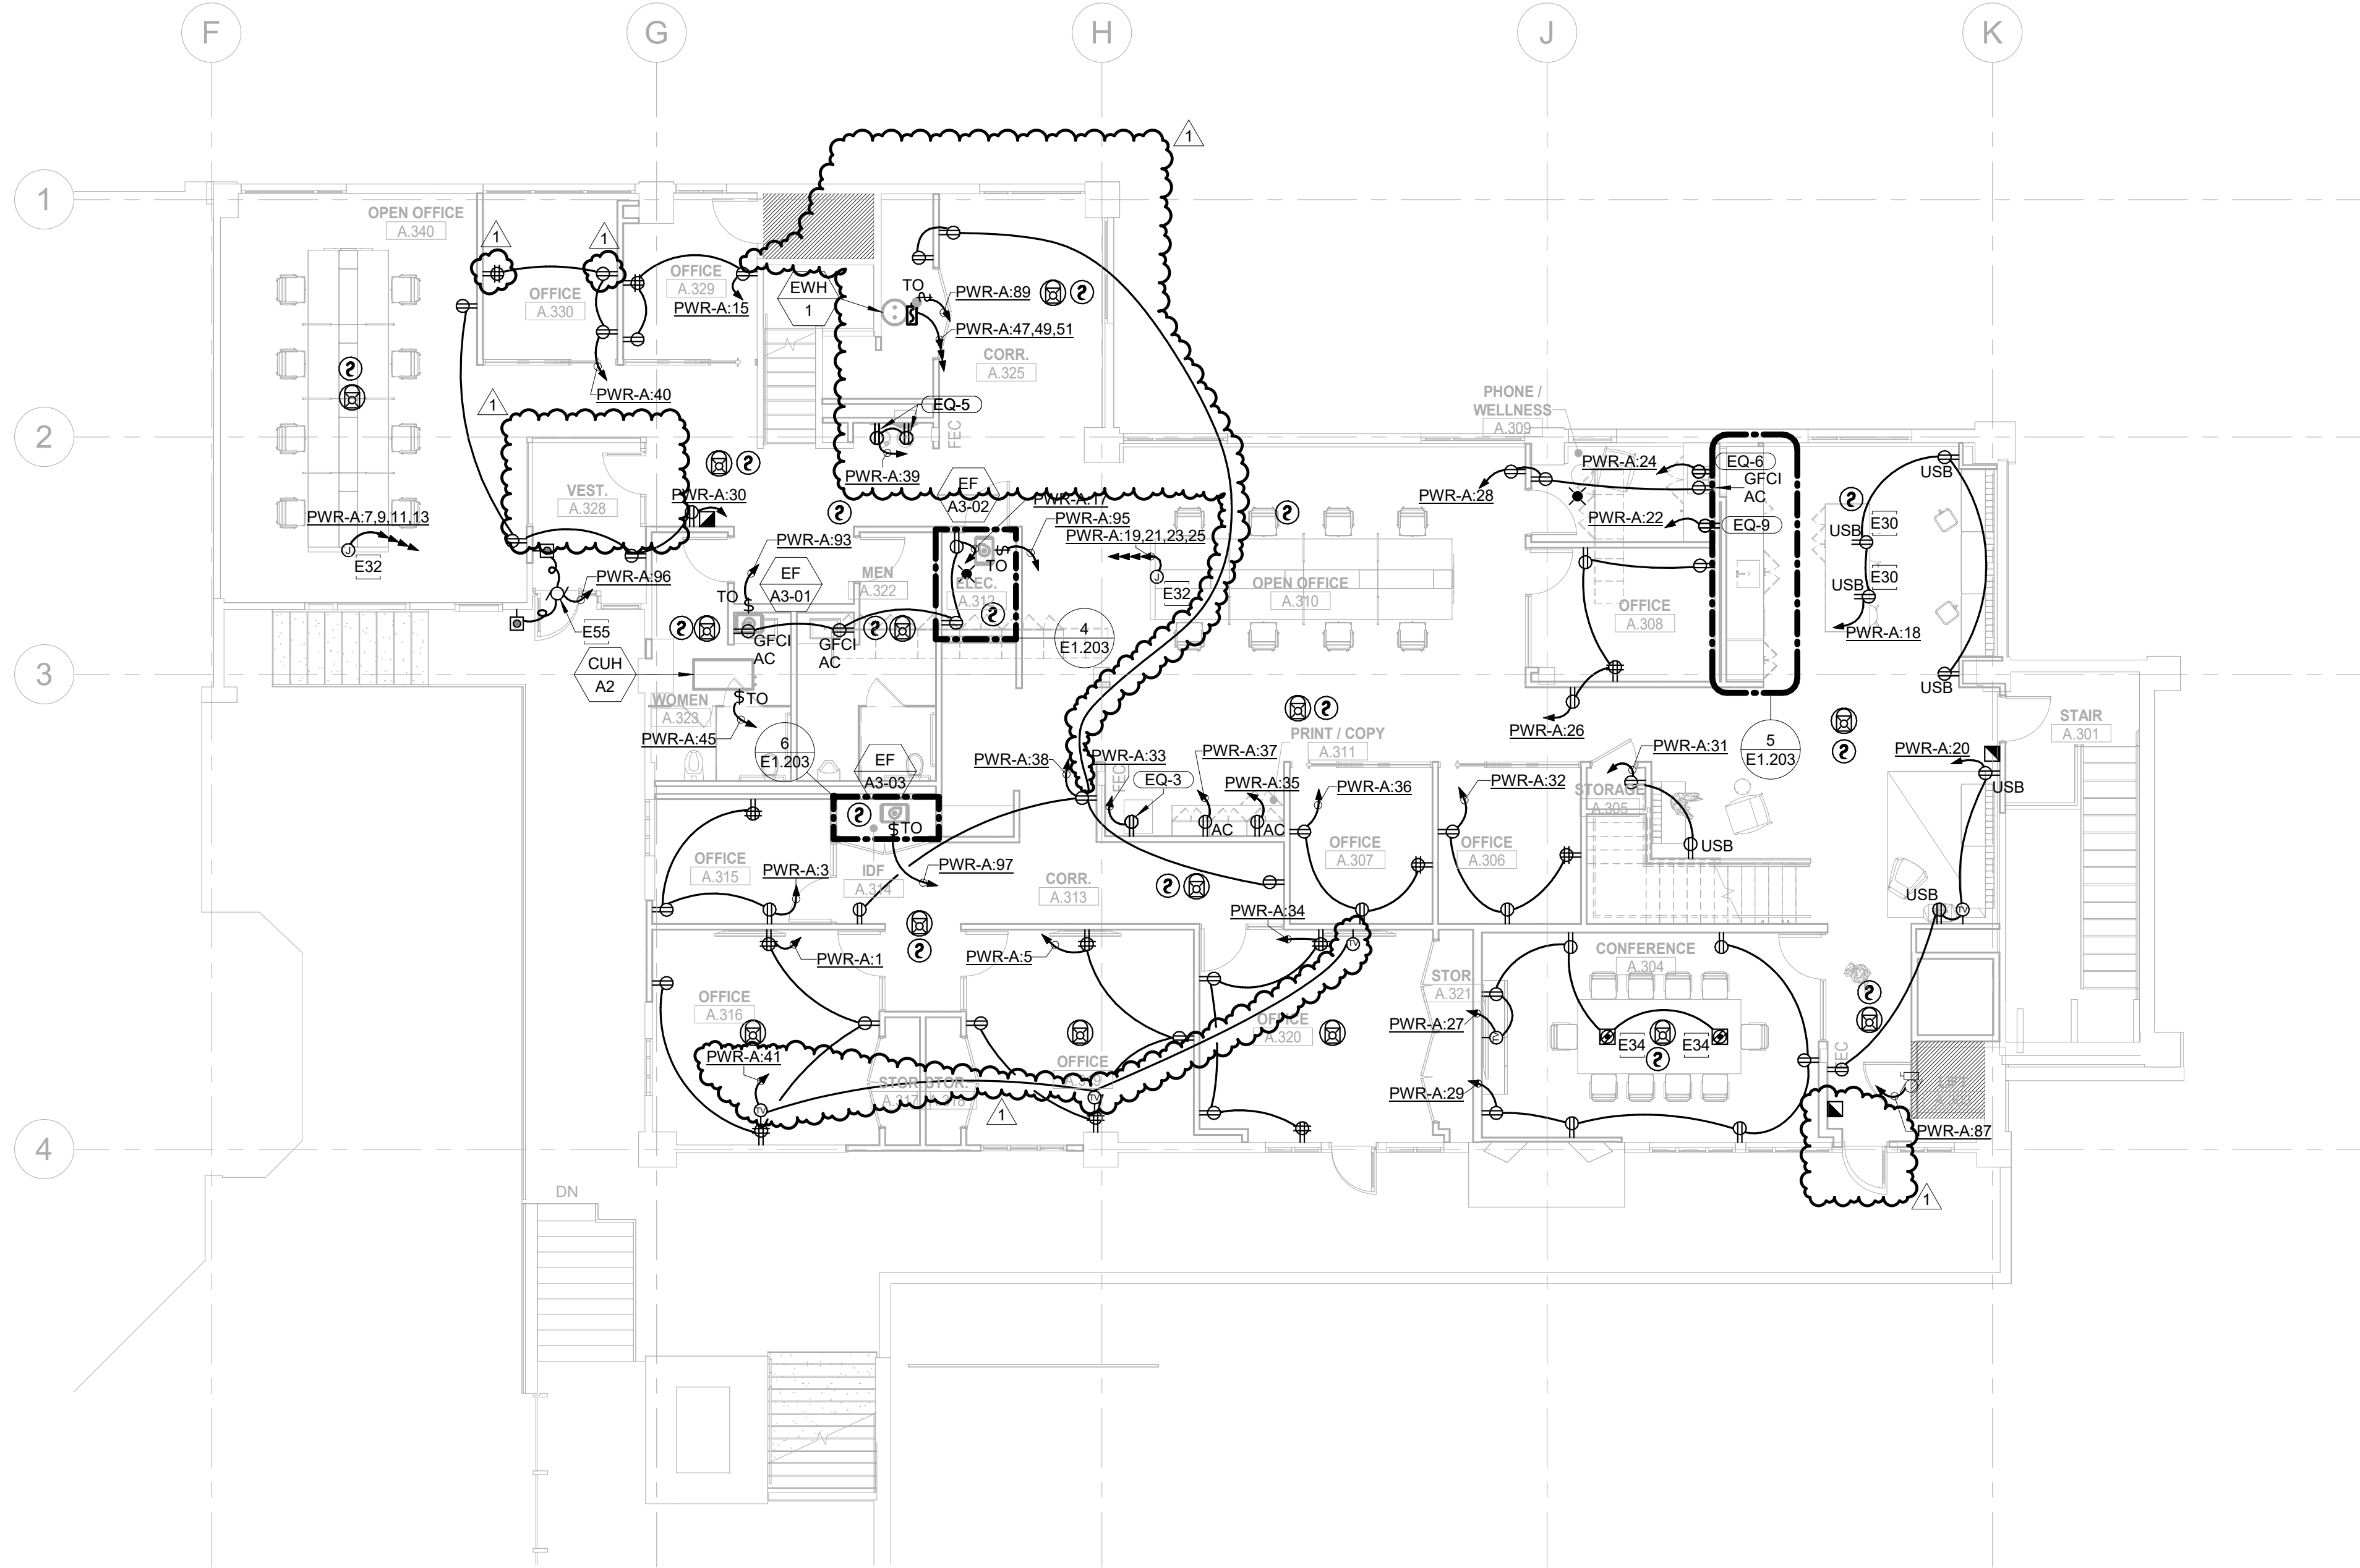 F
G
H
J
K
1
1
OPEN OFFICE
A.340
1
1
OFFICE
A.330
OFFICE
A.329
PWR-A:15
EWH
1
TO
PWR-A:89
PWR-A:47,49,51
CORR.
A.325
PWR-A:40
EQ-5
FEC
PWR-A:39
1
2
PHONE /
WELLNESS
A.309
VEST.
A.328
PWR-A:30
EF
A3-02
PWR-A:17
PWR-A:95
PWR-A:19,21,23,25
PWR-A:28
PWR-A:24
EQ-6
GFCI
AC
PWR-A:22
EQ-9
USB
USB
E30
USB
E30
PWR-A:18
USB
PWR-A:7,9,11,13
J
E32
PWR-A:93
EF
A3-01
TO
MEN
A.322
TO
ELEC.
A.312
J
E32
OPEN OFFICE
A.310
OFFICE
A.308
PWR-A:96
E55
GFCI
AC
GFCI
AC
4
E1.203
3
CUH
A2
WOMEN
A.323
TO
PWR-A:45
6
E1.203
EF
A3-03
TO
PWR-A:38
PWR-A:33
FEC
EQ-3
PWR-A:37
PWR-A:35
AC
AC
PRINT / COPY
A.311
PWR-A:36
PWR-A:32
PWR-A:26
PWR-A:31
STORAGE
A.305
USB
5
E1.203
PWR-A:20
USB
STAIR
A.301
OFFICE
A.315
PWR-A:3
IDF
A.314
PWR-A:97
CORR.
A.313
OFFICE
A.307
OFFICE
A.306
PWR-A:34
USB
TV
PWR-A:1
PWR-A:5
TV
OFFICE
A.316
STOR
A.321
CONFERENCE
A.304
OFFICE
A.320
PWR-A:27
TV
E34
E34
PWR-A:29
FEC
PWR-A:41
TV
STOR.
A.317
STOR.
A.318
OFFICE
TV
1
PWR-A:87
4
1
DN